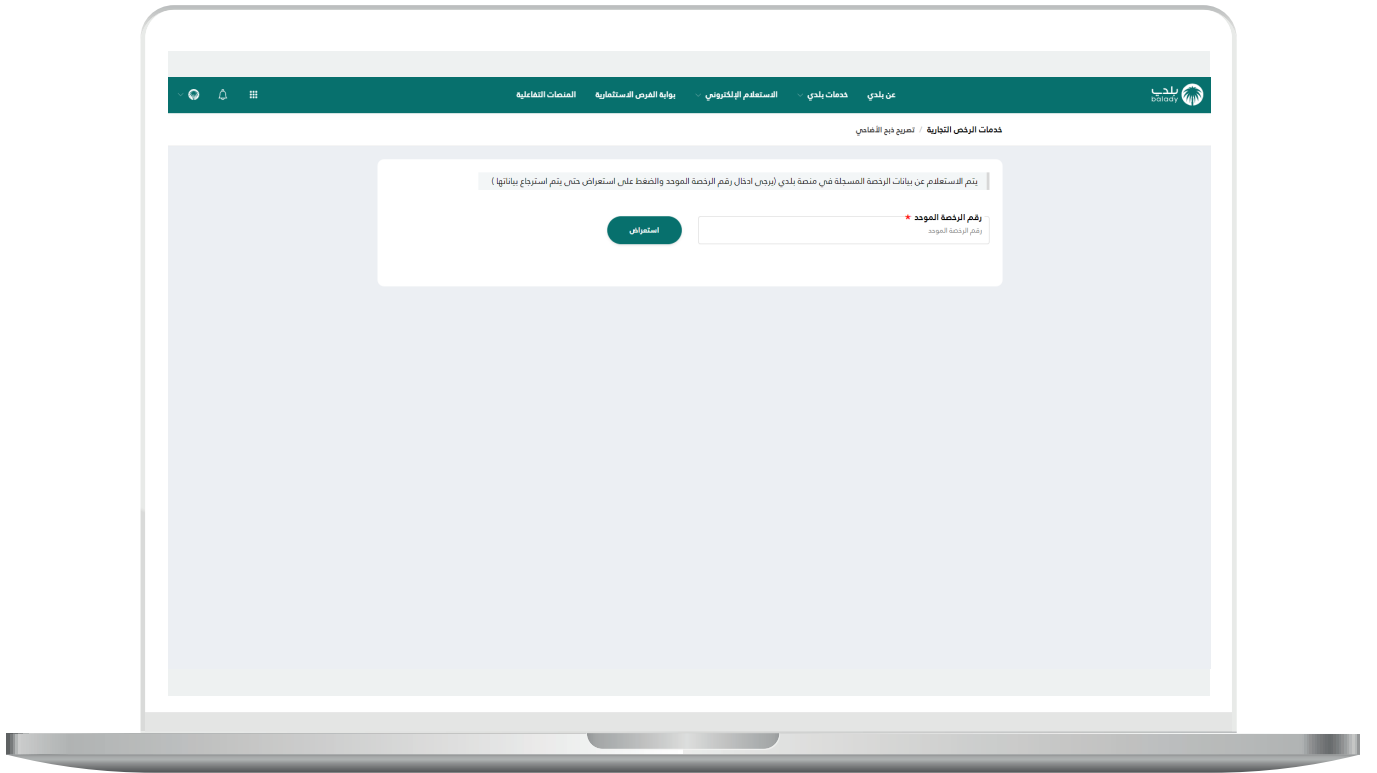 بلدي
balady
عن بلدي
خدمات بلدي
الاستعلام الإلكتروني
بوابة الفرص الاستثمارية
المنصات التفاعلية
خدمات الرخص التجارية / تصريح ذبح الأضاحي
يتم الاستعلام عن بيانات الرخصة المسجلة في منصة بلدي (يرجى ادخال رقم الرخصة الموحد والضغط على استعراض حتى يتم استرجاع بياناتها )
رقم الرخصة الموحد *
رقم الرخصة الموحد
استعراض